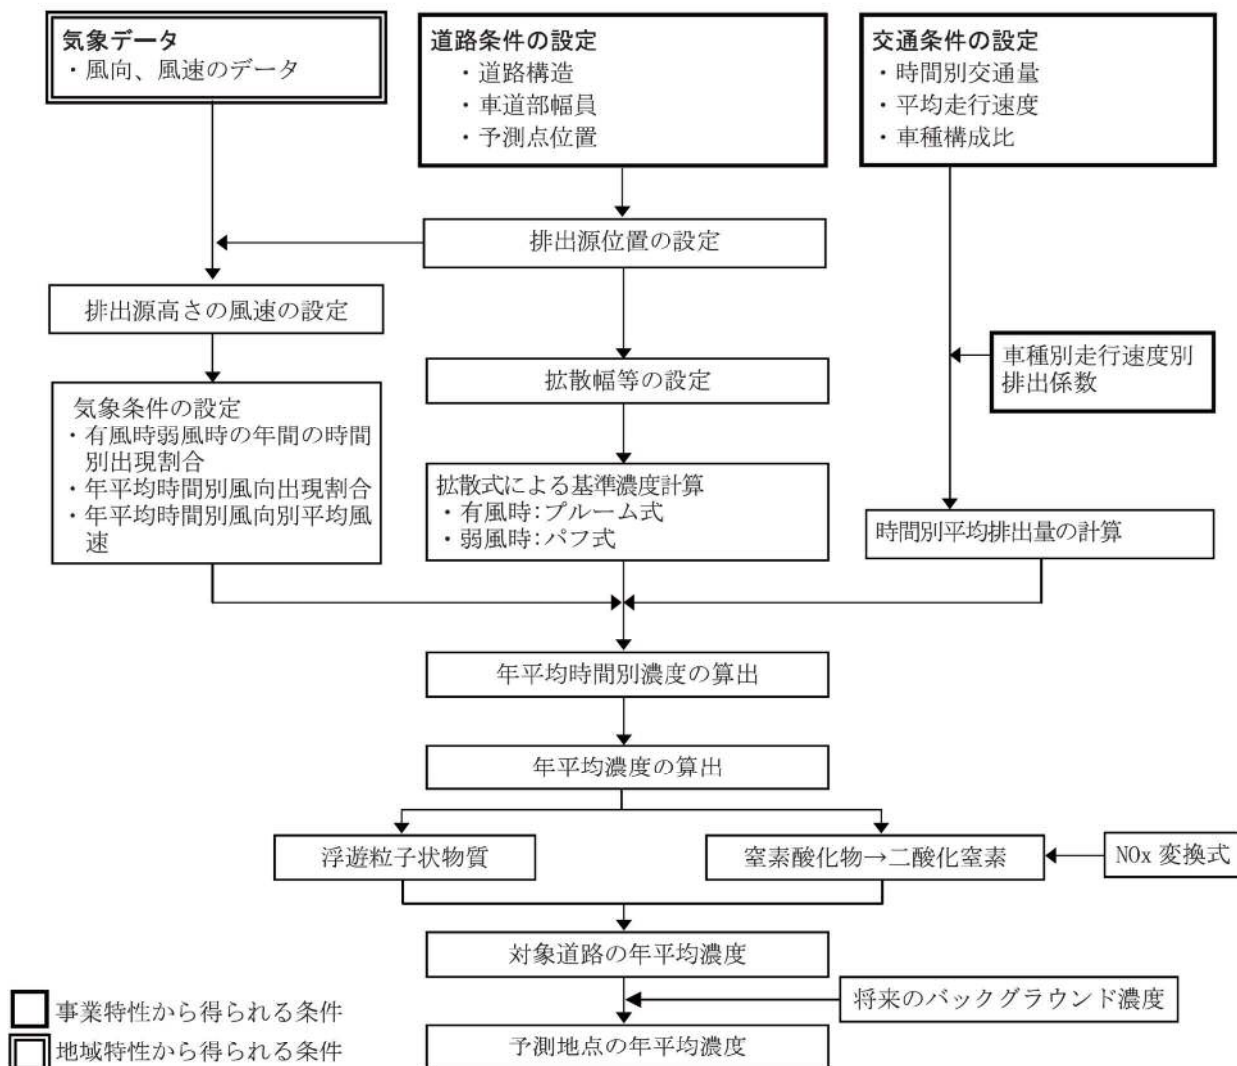 気象データ
・風向、風速のデータ
道路条件の設定
・道路構造
・車道部幅員
・予測点位置
交通条件の設定
・時間別交通量
・平均走行速度
・車種構成比
排出源位置の設定
排出源高さの風速の設定
拡散幅等の設定
車種別走行速度別
排出係数
気象条件の設定
・有風時弱風時の年間の時間
別出現割合
・年平均時間別風向出現割合
・年平均時間別風向別平均風
速
拡散式による基準濃度計算
・有風時：プルーム式
・弱風時：パフ式
時間別平均排出量の計算
年平均時間別濃度の算出
年平均濃度の算出
浮遊粒子状物質
窒素酸化物→二酸化窒素
NOx 変換式
対象道路の年平均濃度
将来のバックグラウンド濃度
予測地点の年平均濃度
事業特性から得られる条件
地域特性から得られる条件